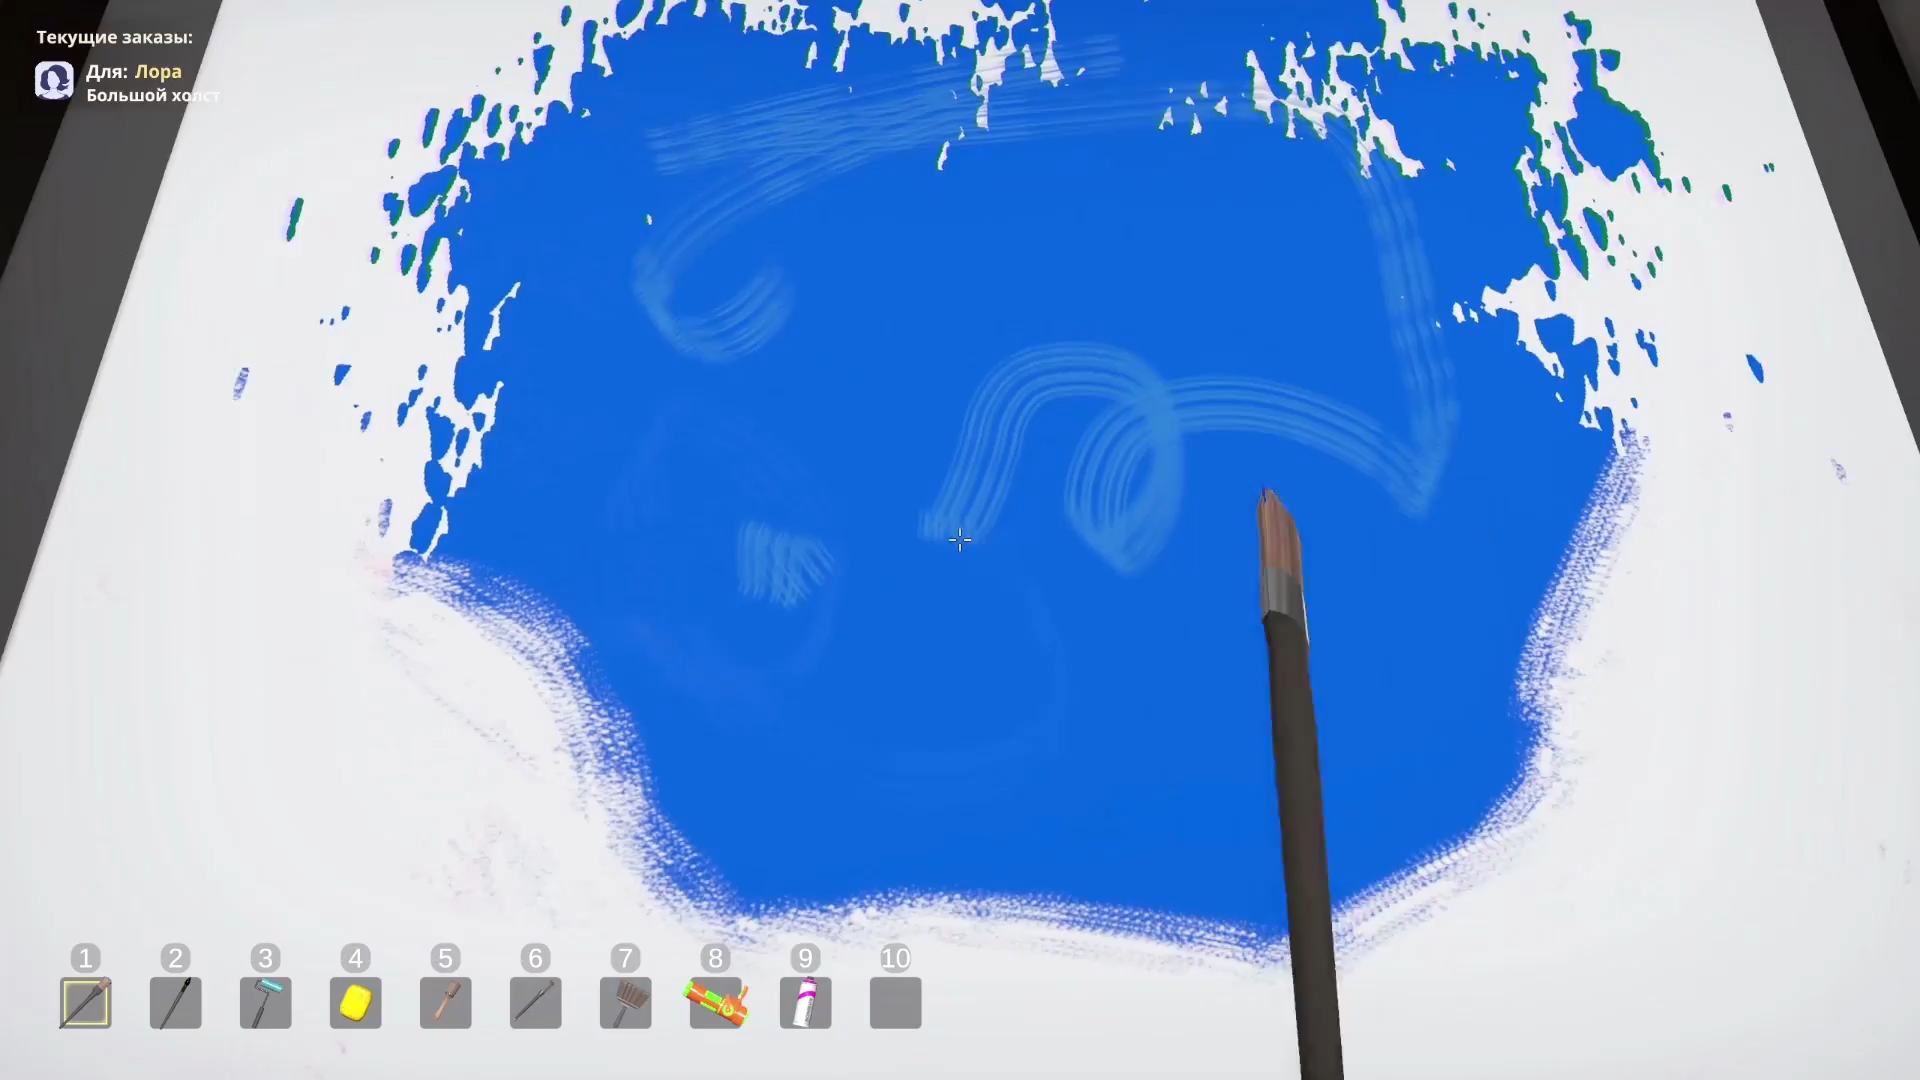 Текущие заказы:
Для: Лора
Большой холст
1 2 3 4 5 6 7 8 9 10